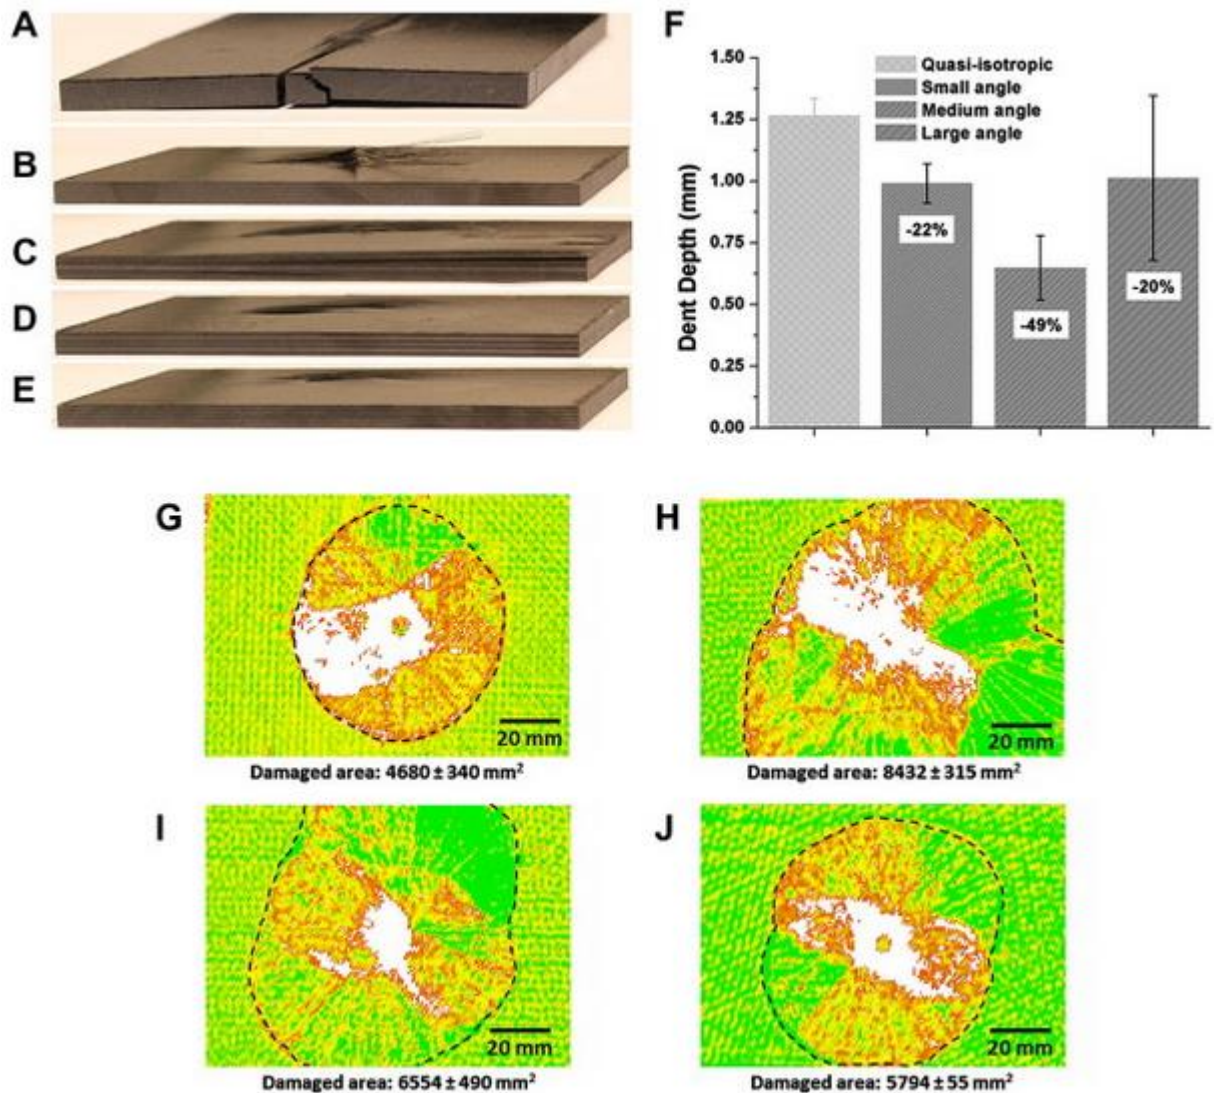 A
B
C
D
E
F
1.50
1.25
1.00
0.75
0.50
0.25
0.00
Dent Depth (mm)
Quasi-isotropic
Small angle
Medium angle
Large angle
-22%
-49%
-20%
G
20 mm
Damaged area: 4680 ± 340 mm²
H
20 mm
Damaged area: 8432 ± 315 mm²
I
20 mm
Damaged area: 6554 ± 490 mm²
J
20 mm
Damaged area: 5794 ± 55 mm²